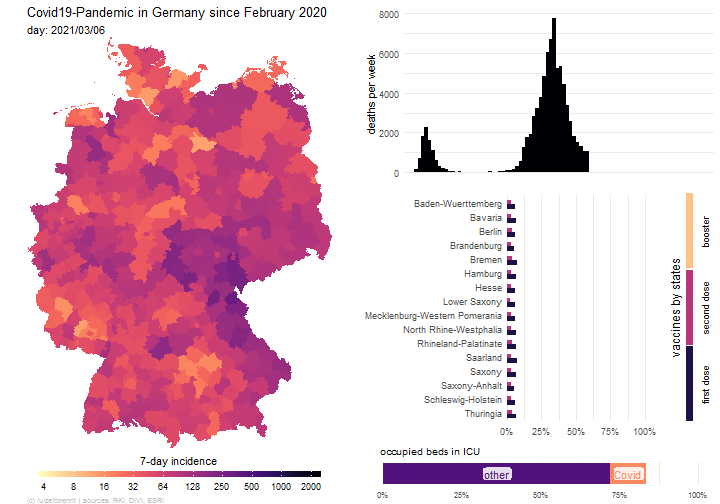 Covid19-Pandemic in Germany since February 2020
day: 2021/03/06
8000
6000
4000
2000
0
deaths per week
Baden-Wuerttemberg
Bavaria
Berlin
Brandenburg
Bremen
Hamburg
Hesse
Lower Saxony
Mecklenburg-Western Pomerania
North Rhine-Westphalia
Rhineland-Palatinate
Saarland
Saxony
Saxony-Anhalt
Schleswig-Holstein
Thuringia
0% 25% 50% 75% 100%
vaccines by states
booster
second dose
first dose
7-day incidence
4 8 16 32 64 120 250 500 1000 2000
(c) /u/zeitbrennt | sources: RKI, DIVI, ESRI
occupied beds in ICU
other
Covid
0% 25% 50% 75% 100%